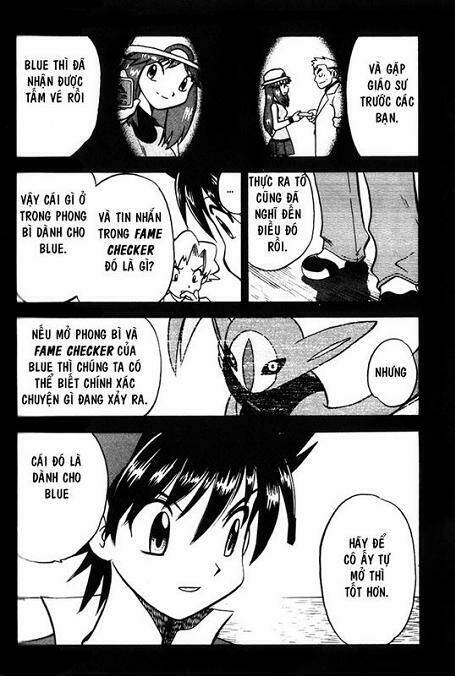 VÀ GẶP
GIÁO SƯ
TRƯỚC CÁC
BẠN.
BLUE THÌ ĐÃ
NHẬN ĐƯỢC
TẤM VÉ RỒI
THỰC RA TỚ
CŨNG ĐÃ
NGHĨ ĐẾN
ĐIỀU ĐÓ
RỒI.
...
VÀ TIN NHẮN
TRONG FAME
CHECKER
ĐÓ LÀ GÌ?
VẬY CÁI GÌ Ở
TRONG PHONG
BÌ DÀNH CHO
BLUE.
NHƯNG
NẾU MỞ PHONG BÌ VÀ
FAME CHECKER CỦA
BLUE THÌ CHÚNG TA CÓ
THỂ BIẾT CHÍNH XÁC
CHUYỆN GÌ ĐANG XẢY RA.
CÁI ĐÓ LÀ
DÀNH CHO
BLUE
HÃY ĐỂ
CÔ ẤY TỰ
MỞ THÌ
TỐT HƠN.